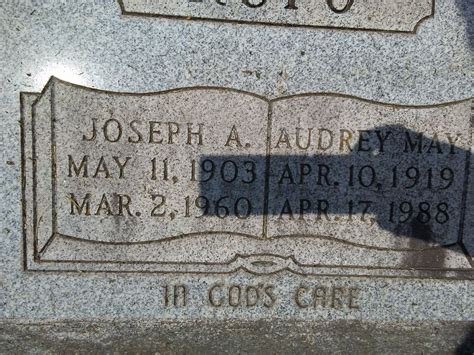 JOSEPH A.
MAY 11, 1903
MAR. 2, 1960
AUDREY MAY
APR. 10, 1919
APR. 17, 1988
IN GOD'S CARE